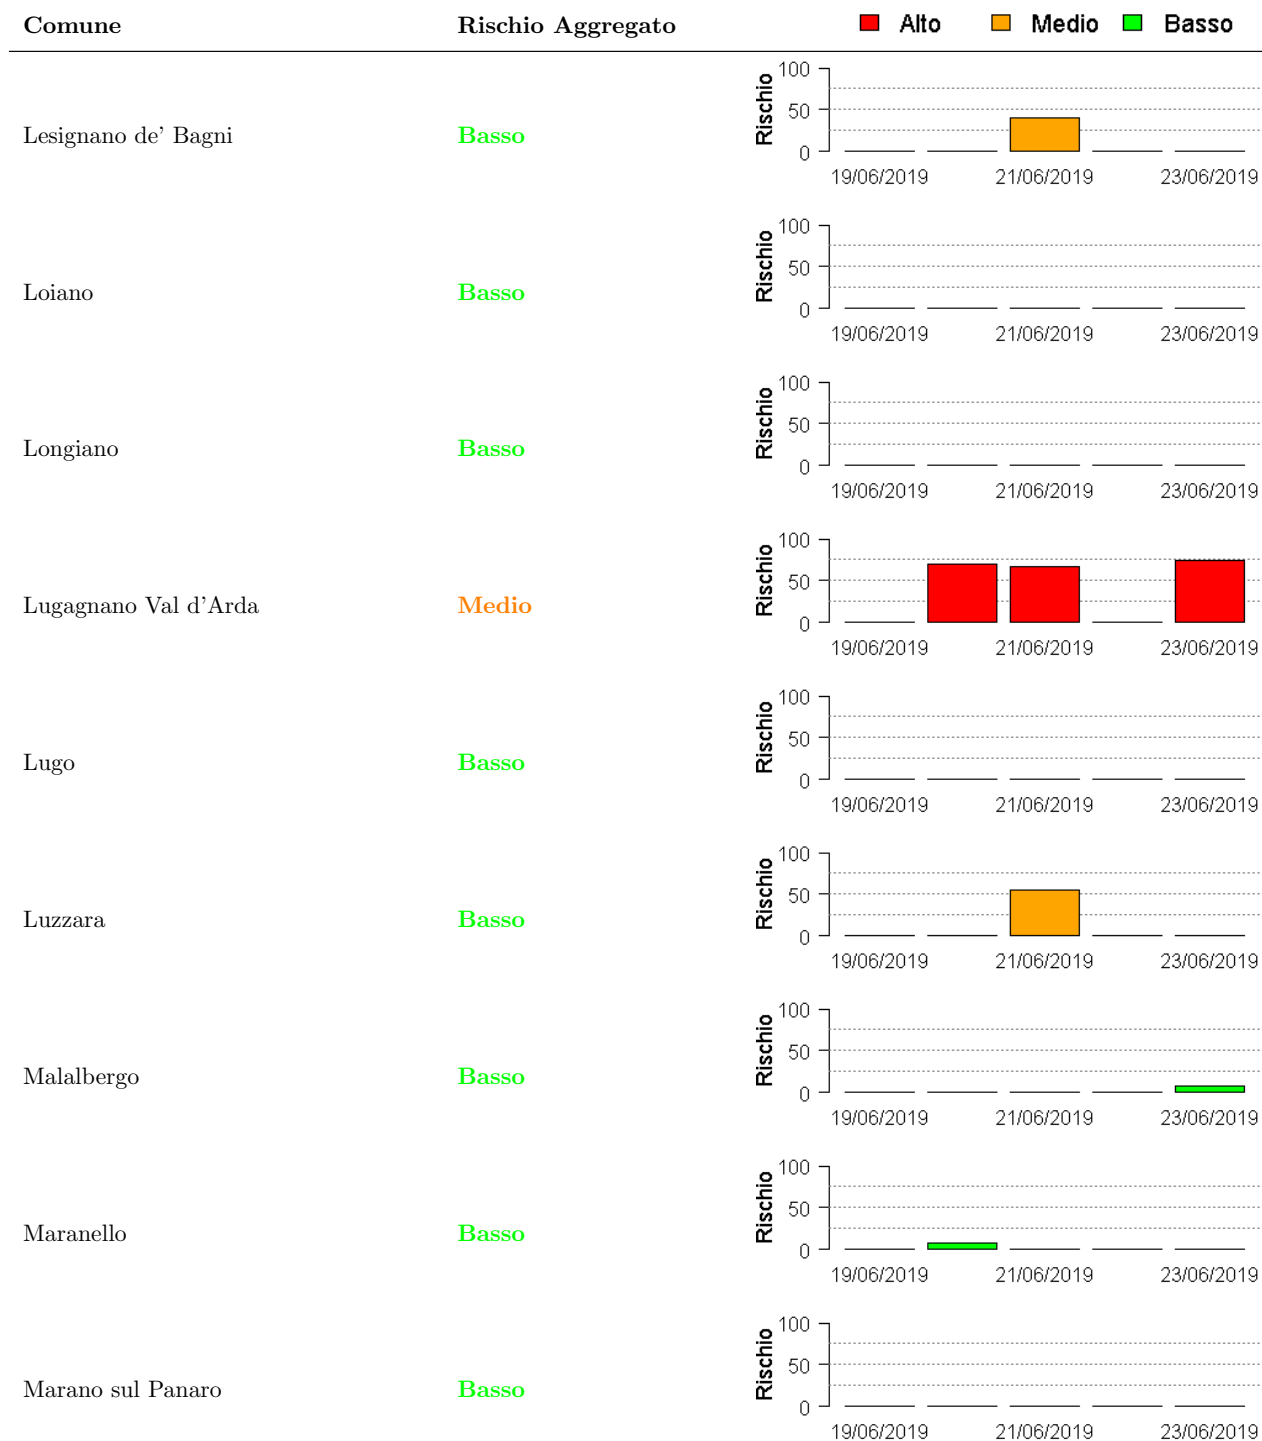 Comune Rischio Aggregato Alto Medio Basso
Lesignano de' Bagni Basso Rischio 100 50 0
19/06/2019 21/06/2019 23/06/2019
Loiano Basso Rischio 100 50 0
19/06/2019 21/06/2019 23/06/2019
Longiano Basso Rischio 100 50 0
19/06/2019 21/06/2019 23/06/2019
Lugagnano Val d'Arda Medio Rischio 100 50 0
19/06/2019 21/06/2019 23/06/2019
Lugo Basso Rischio 100 50 0
19/06/2019 21/06/2019 23/06/2019
Luzzara Basso Rischio 100 50 0
19/06/2019 21/06/2019 23/06/2019
Malalbergo Basso Rischio 100 50 0
19/06/2019 21/06/2019 23/06/2019
Maranello Basso Rischio 100 50 0
19/06/2019 21/06/2019 23/06/2019
Marano sul Panaro Basso Rischio 100 50 0
19/06/2019 21/06/2019 23/06/2019